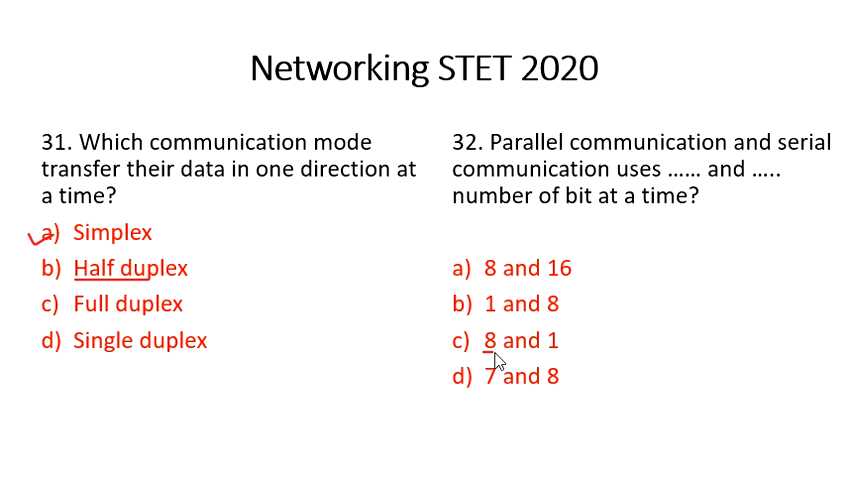 Networking STET 2020
31. Which communication mode
transfer their data in one direction at
a time?
a) Simplex
b) Half duplex
c) Full duplex
d) Single duplex
32. Parallel communication and serial
communication uses …… and …..
number of bit at a time?
a) 8 and 16
b) 1 and 8
c) 8 and 1
d) 7 and 8